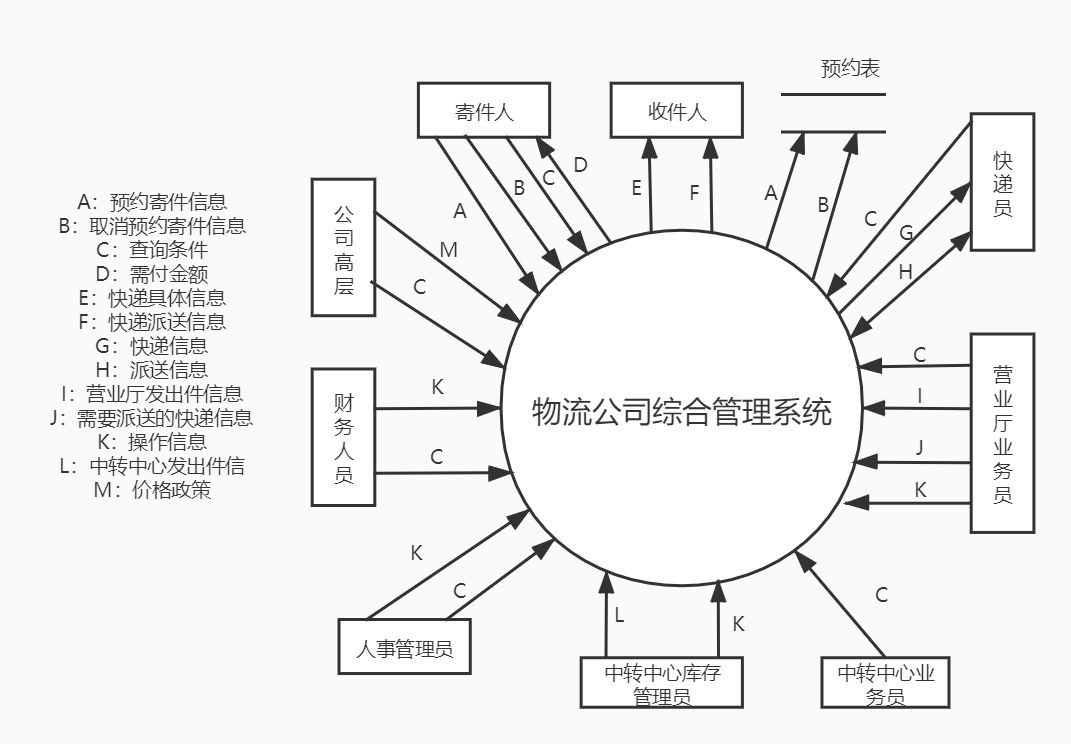 预约表
寄件人
收件人
快
递
员
D
C
B
E
F
A
B
C
G
H
A
M
C
公
司
高
层
A：预约寄件信息
B：取消预约寄件信息
C：查询条件
D：需付金额
E：快递具体信息
F：快递派送信息
G：快递信息
H：派送信息
I：营业厅发出件信息
J：需要派送的快递信息
K：操作信息
L：中转中心发出件信
M：价格政策
财
务
人
员
K
C
物流公司综合管理系统
C
I
J
K
营
业
厅
业
务
员
K
C
L
K
C
人事管理员
中转中心库存
管理员
中转中心业
务员